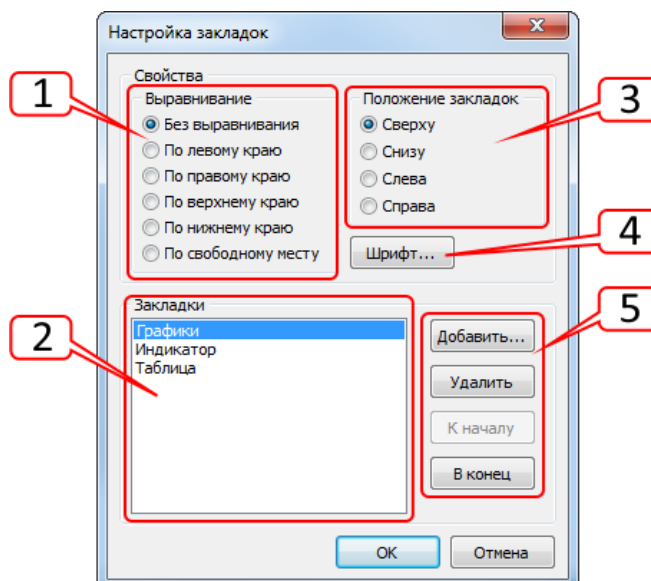 Настройка закладок
Свойства
1
Выравнивание
Без выравнивания
По левому краю
По правому краю
По верхнему краю
По нижнему краю
По свободному месту
Положение закладок
Сверху
Снизу
Слева
Справа
3
Шрифт...
4
Закладки
2
Графики
Индикатор
Таблица
5
Добавить...
Удалить
К началу
В конец
ОК
Отмена